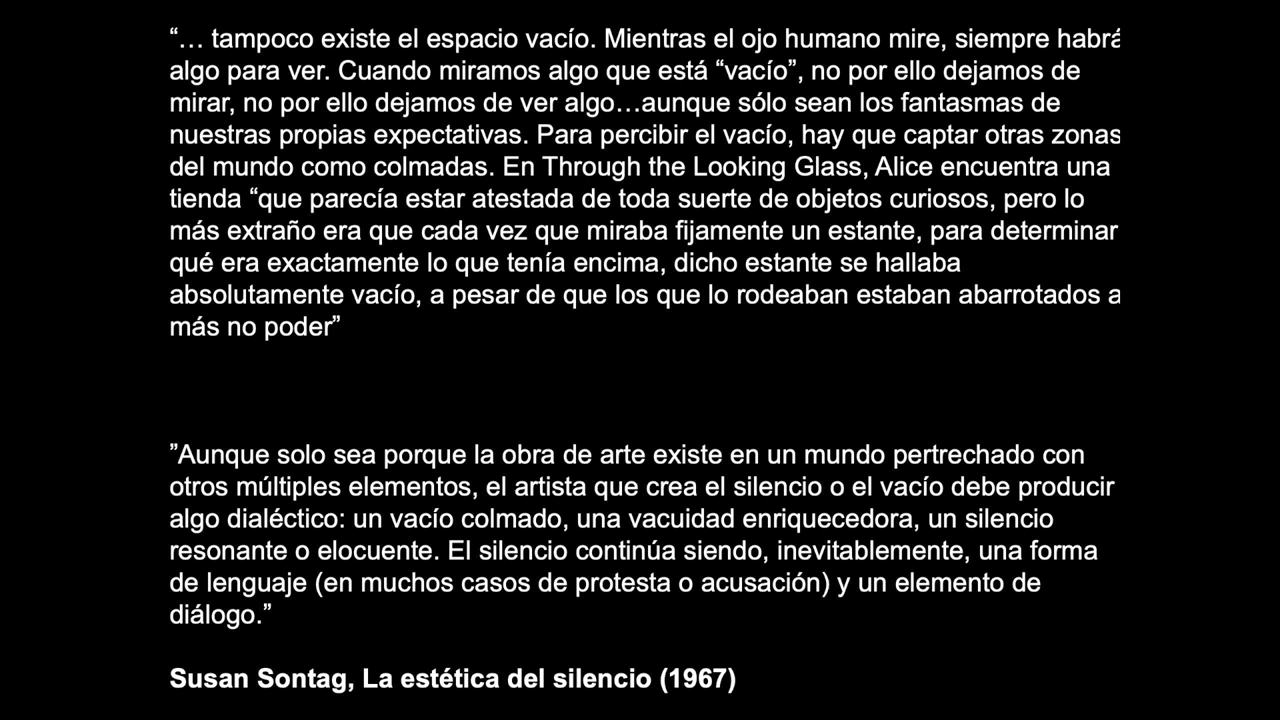 “… tampoco existe el espacio vacío. Mientras el ojo humano mire, siempre habrá
algo para ver. Cuando miramos algo que está “vacío”, no por ello dejamos de
mirar, no por ello dejamos de ver algo…aunque sólo sean los fantasmas de
nuestras propias expectativas. Para percibir el vacío, hay que captar otras zonas
del mundo como colmadas. En Through the Looking Glass, Alice encuentra una
tienda “que parecía estar atestada de toda suerte de objetos curiosos, pero lo
más extraño era que cada vez que miraba fijamente un estante, para determinar
qué era exactamente lo que tenía encima, dicho estante se hallaba
absolutamente vacío, a pesar de que los que lo rodeaban estaban abarrotados a
más no poder”
”Aunque solo sea porque la obra de arte existe en un mundo pertrechado con
otros múltiples elementos, el artista que crea el silencio o el vacío debe producir
algo dialéctico: un vacío colmado, una vacuidad enriquecedora, un silencio
resonante o elocuente. El silencio continúa siendo, inevitablemente, una forma
de lenguaje (en muchos casos de protesta o acusación) y un elemento de
diálogo.”
Susan Sontag, La estética del silencio (1967)